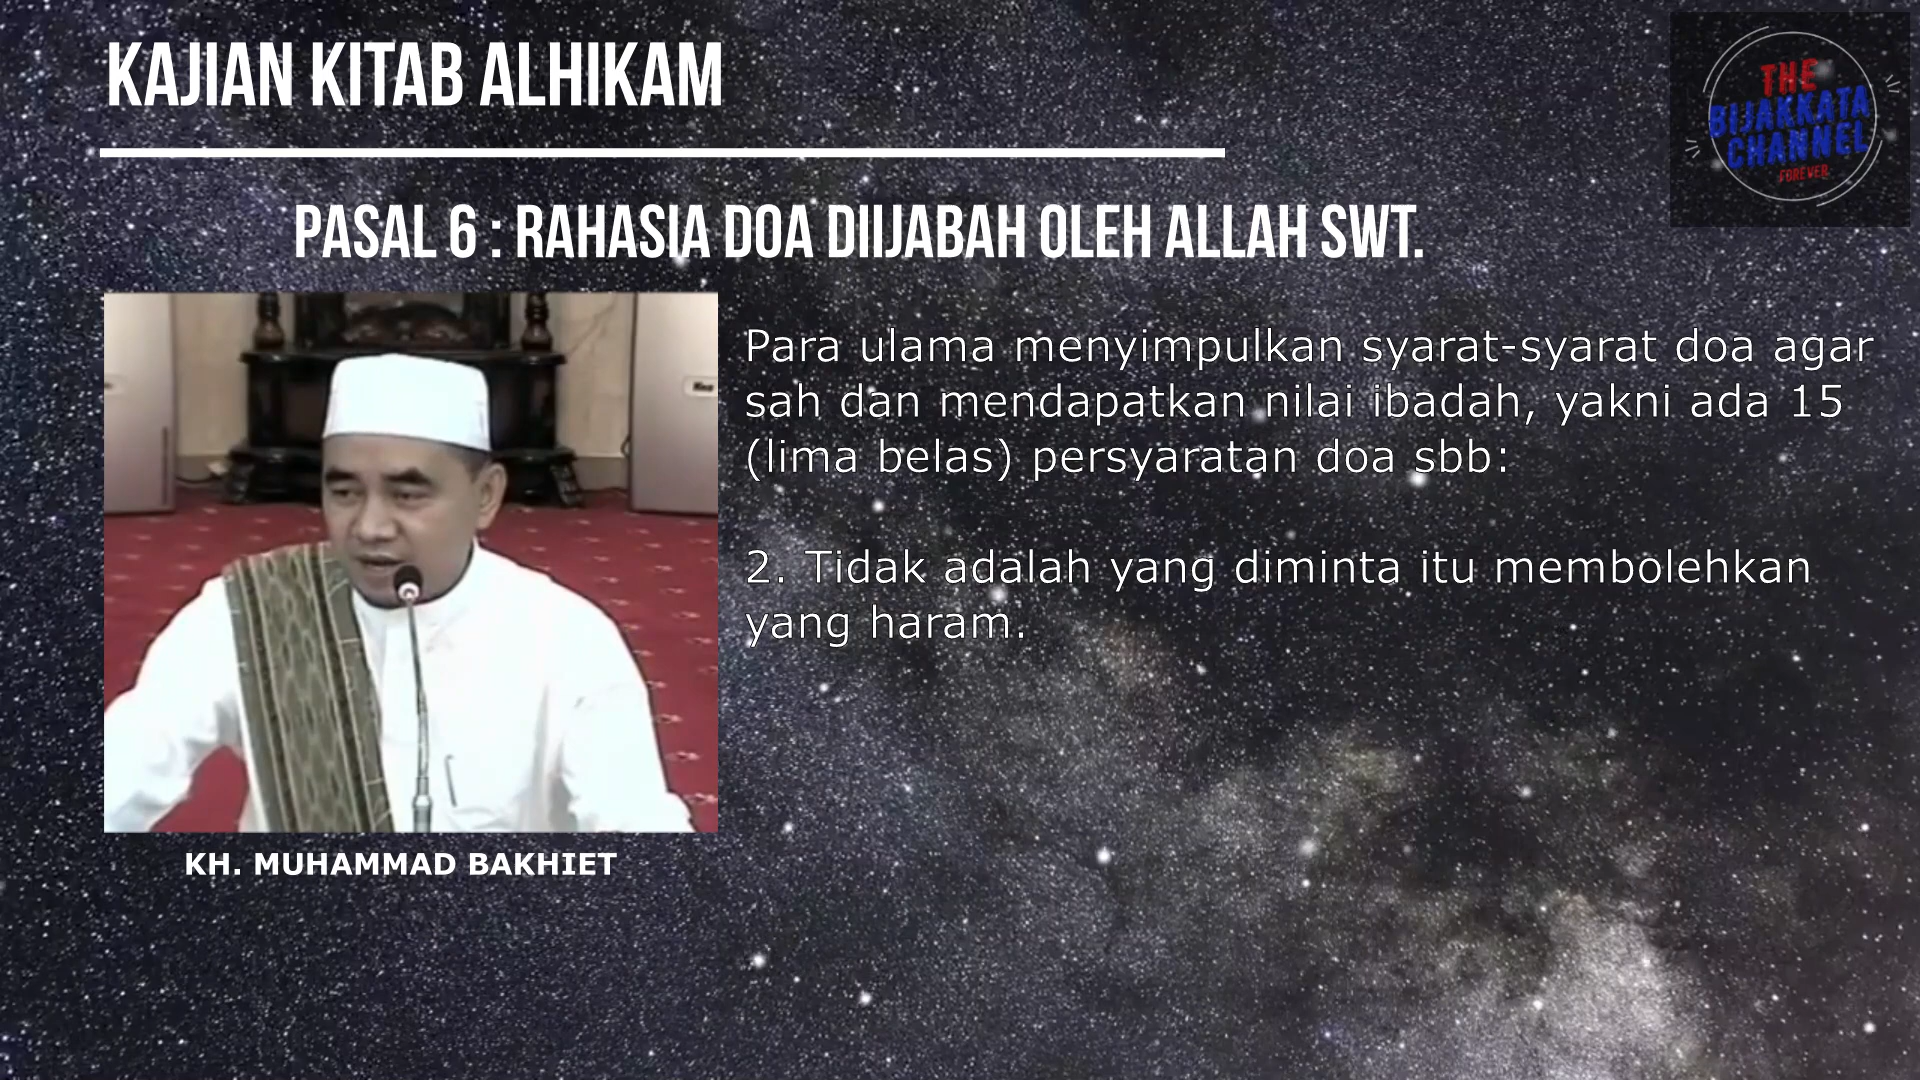 KAJIAN KITAB ALHIKAM
THE
BIJAKKATA
CHANNEL
FOREVER
PASAL 6 : RAHASIA DOA DIIJABAH OLEH ALLAH SWT.
Para ulama menyimpulkan syarat-syarat doa agar
sah dan mendapatkan nilai ibadah, yakni ada 15
(lima belas) persyaratan doa sbb:
2. Tidak adalah yang diminta itu membolehkan
yang haram.
KH. MUHAMMAD BAKHIET